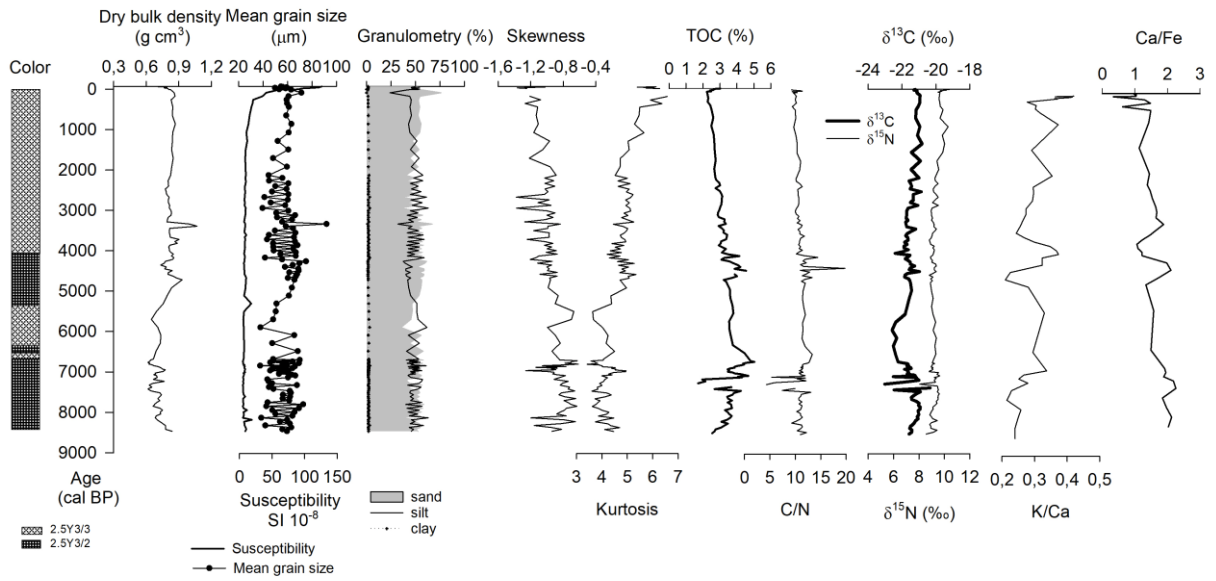 Dry bulk density Mean grain size
(g cm³) (µm) Granulometry (%) Skewness TOC (%) δ¹³C (‰) Ca/Fe
Color 0,3 0,6 0,9 1,2 20 40 60 80 100 0 25 50 75 100 -1,6 -1,2 -0,8 -0,4 0 1 2 3 4 5 6 -24 -22 -20 -18 0 1 2 3
0
1000
2000
3000
4000
5000
6000
7000
8000
9000
δ¹³C
δ¹⁵N
Age
(cal BP)
0 50 100 150
Susceptibility
SI 10⁻⁸
3 4 5 6 7
Kurtosis
0 10 20
C/N
4 6 8 10 12
δ¹⁵N (‰)
0,2 0,3 0,4 0,5
K/Ca
sand
silt
clay
2.5Y3/3
2.5Y3/2
Susceptibility
Mean grain size